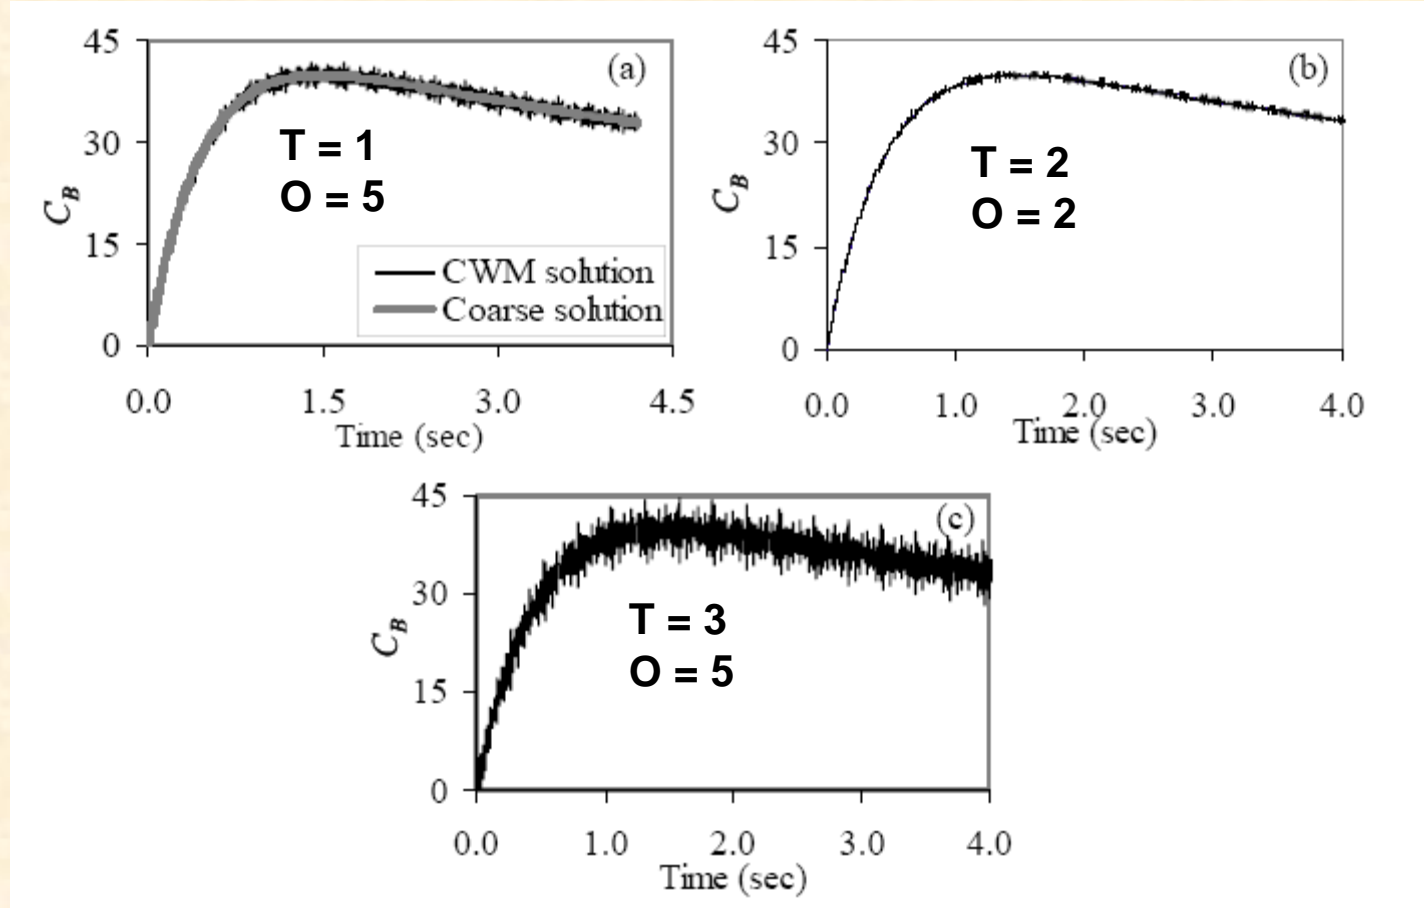 45
(a)
30
T = 1
O = 5
C_B
15
CWM solution
Coarse solution
0
0.0 1.5 3.0 4.5
Time (sec)
45
(b)
30
T = 2
O = 2
C_B
15
0
0.0 1.0 2.0 3.0 4.0
Time (sec)
45
(c)
30
T = 3
O = 5
C_B
15
0
0.0 1.0 2.0 3.0 4.0
Time (sec)